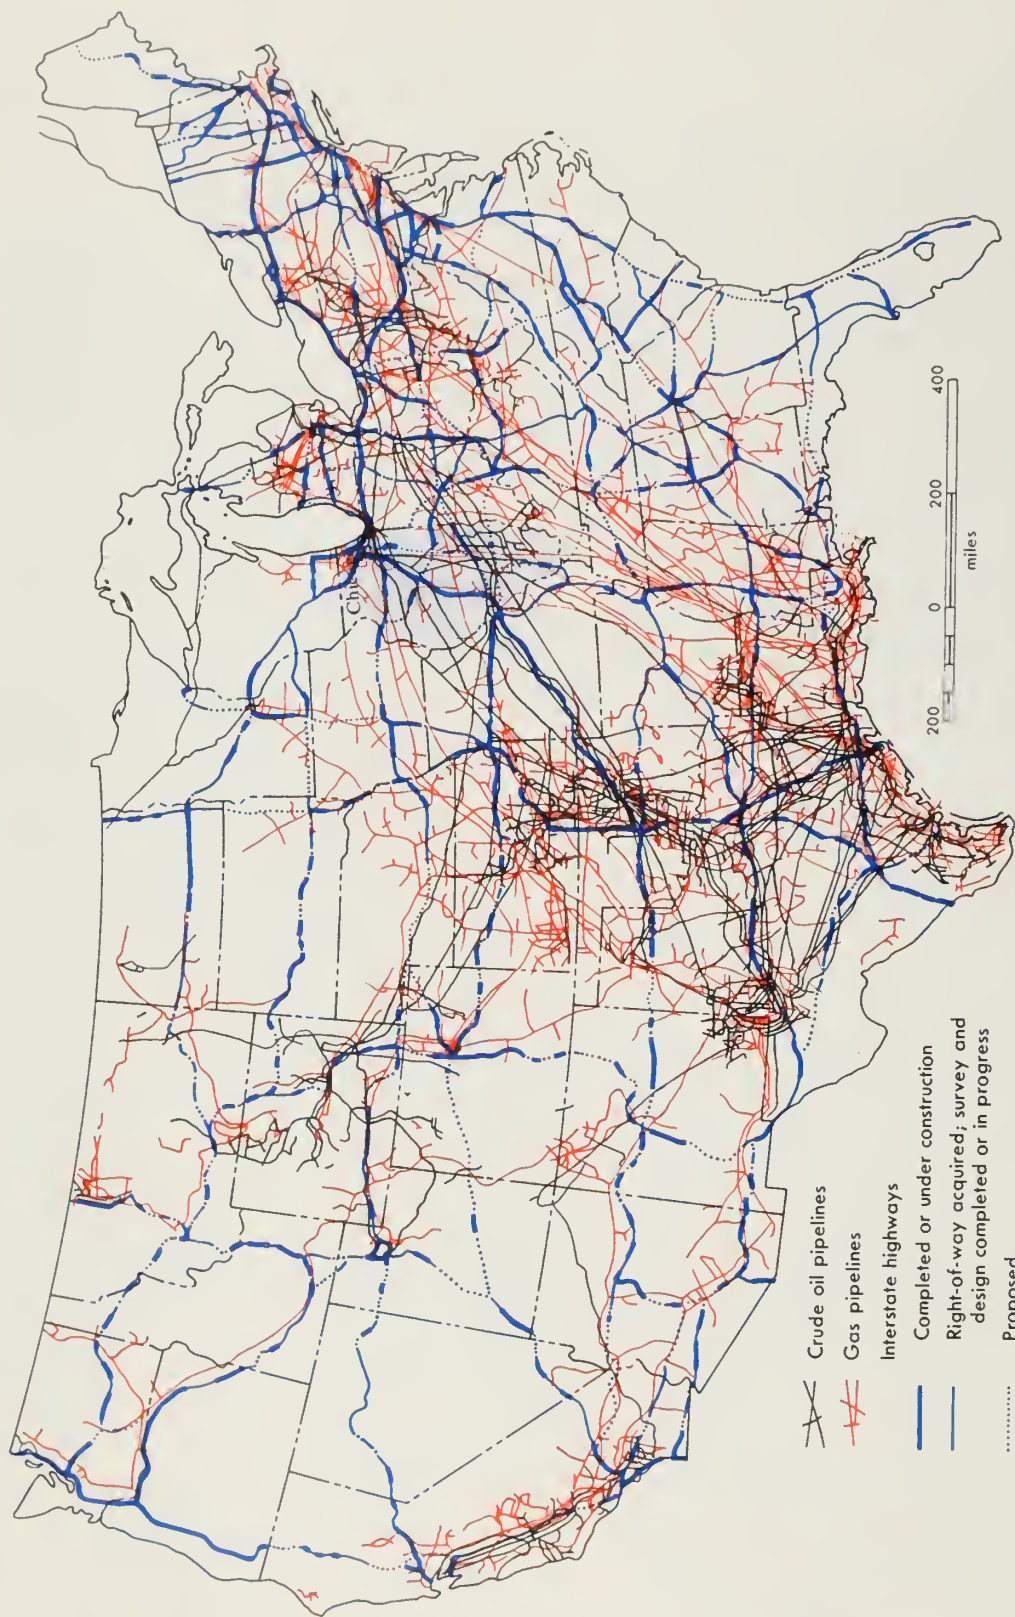 Chi
200
0
200
400
miles
Crude oil pipelines
Gas pipelines
Interstate highways
Completed or under construction
Right-of-way acquired; survey and
design completed or in progress
Proposed